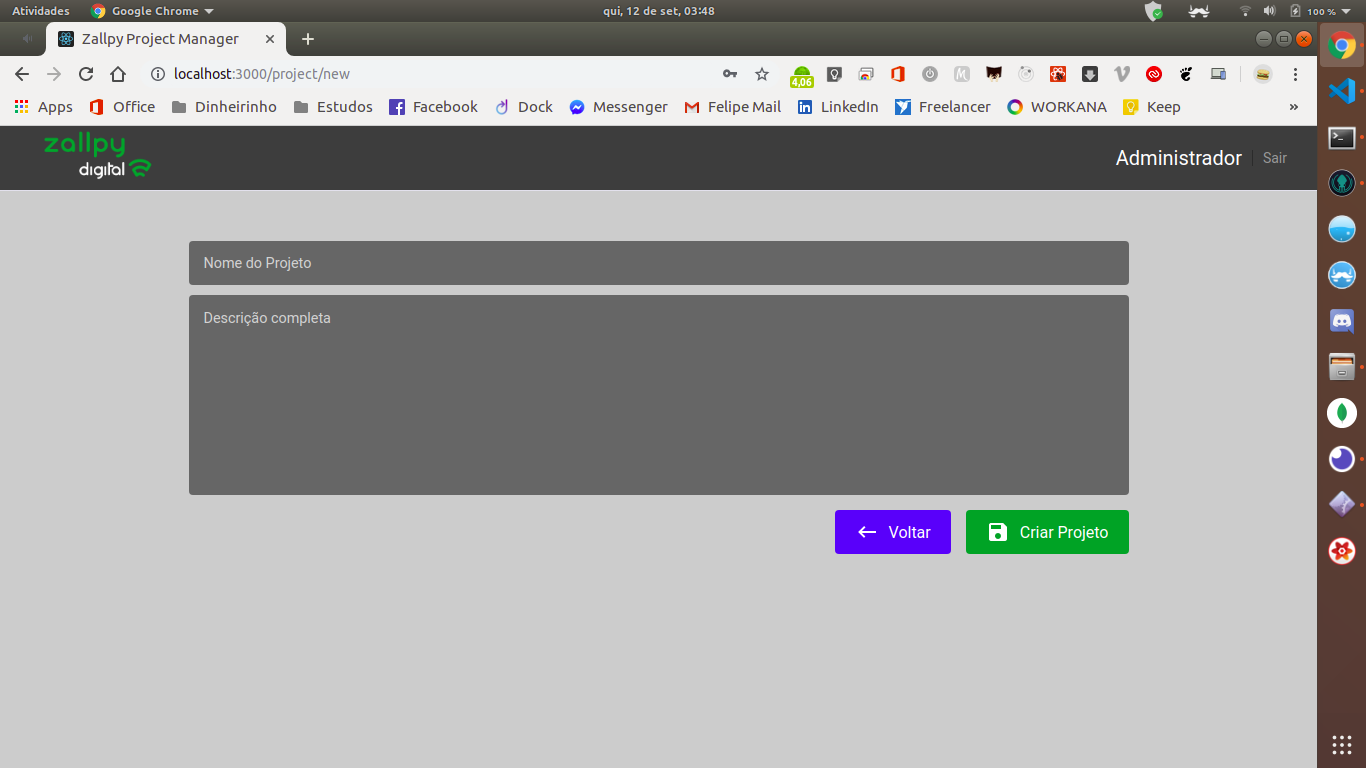 Atividades Google Chrome qui, 12 de set, 03:48 100 %
Zallpy Project Manager
localhost:3000/project/new 4,06
Apps Office Dinheirinho Estudos Facebook Dock Messenger Felipe Mail LinkedIn Freelancer WORKANA Keep »
zallpy
digital
Administrador Sair
Nome do Projeto
Descrição completa
Voltar Criar Projeto